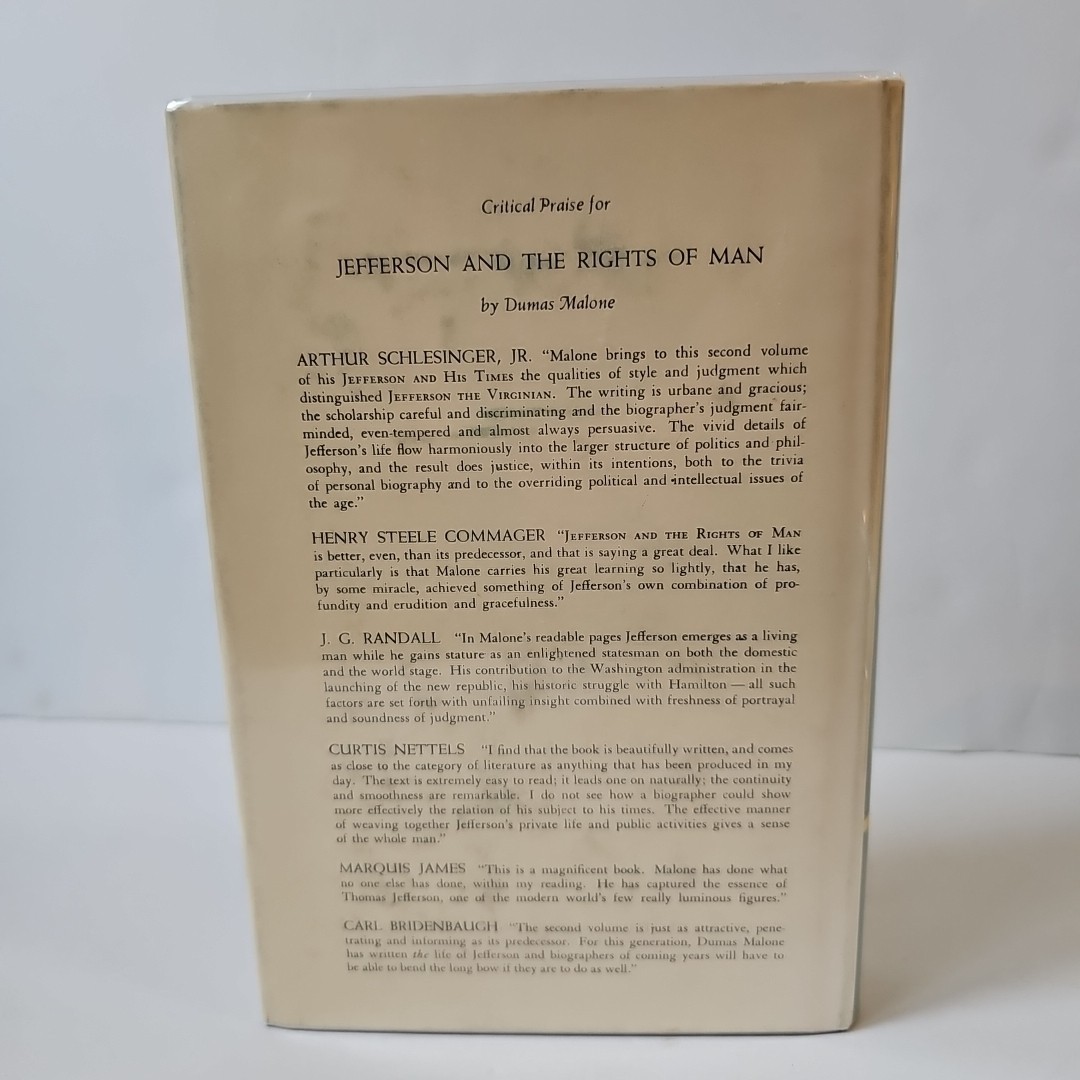 Critical Praise for
JEFFERSON AND THE RIGHTS OF MAN
by Dumas Malone
ARTHUR SCHLESINGER, JR. “Malone brings to this second volume
of his JEFFERSON AND HIS TIMES the qualities of style and judgment which
distinguished JEFFERSON THE VIRGINIAN. The writing is urbane and gracious;
the scholarship careful and discriminating and the biographer's judgment fair-
minded, even-tempered and almost always persuasive. The vivid details of
Jefferson's life flow harmoniously into the larger structure of politics and phil-
osophy, and the result does justice, within its intentions, both to the trivia
of personal biography and to the overriding political and intellectual issues of
the age.”
HENRY STEELE COMMAGER “JEFFERSON AND THE RIGHTS OF MAN
is better, even, than its predecessor, and that is saying a great deal. What I like
particularly is that Malone carries his great learning so lightly, that he has,
by some miracle, achieved something of Jefferson's own combination of pro-
fundity and erudition and gracefulness.”
J. G. RANDALL “In Malone's readable pages Jefferson emerges as a living
man while he gains stature as an enlightened statesman on both the domestic
and the world stage. His contribution to the Washington administration in the
launching of the new republic, his historic struggle with Hamilton — all such
factors are set forth with unfailing insight combined with freshness of portrayal
and soundness of judgment.”
CURTIS NETTELS “I find that the book is beautifully written, and comes
as close to the category of literature as anything that has been produced in my
day. The text is extremely easy to read; it leads one on naturally; the continuity
and smoothness are remarkable. I do not see how a biographer could show
more effectively the relation of his subject to his times. The effective manner
of weaving together Jefferson's private life and public activities gives a sense
of the whole man.”
MARQUIS JAMES “This is a magnificent book. Malone has done what
no one else has done, within my reading. He has captured the essence of
Thomas Jefferson, one of the modern world's few really luminous figures.”
CARL BRIDENBAUGH “The second volume is just as attractive, pene-
trating and informing as its predecessor. For this generation, Dumas Malone
has written the life of Jefferson and biographers of coming years will have to
be able to bend the long bow if they are to do as well.”